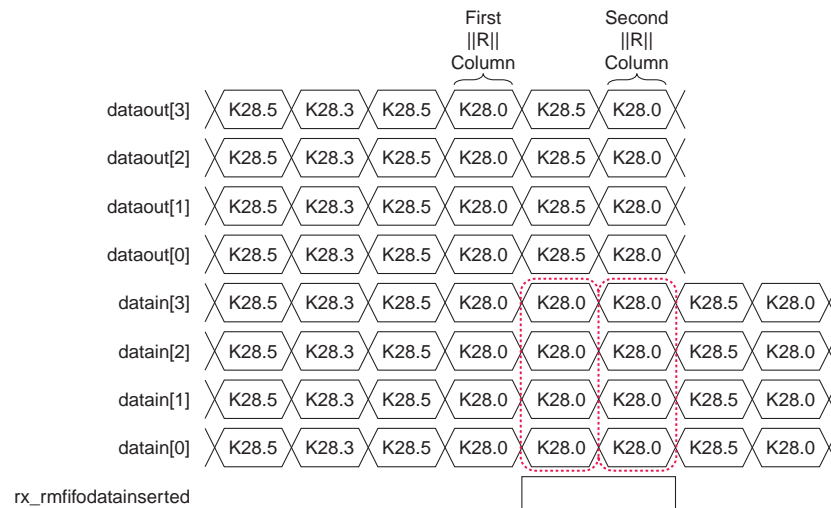 First Second
||R|| ||R||
Column Column
dataout[3] K28.5 K28.3 K28.5 K28.0 K28.5 K28.0
dataout[2] K28.5 K28.3 K28.5 K28.0 K28.5 K28.0
dataout[1] K28.5 K28.3 K28.5 K28.0 K28.5 K28.0
dataout[0] K28.5 K28.3 K28.5 K28.0 K28.5 K28.0
datain[3] K28.5 K28.3 K28.5 K28.0 K28.0 K28.0 K28.5 K28.0
datain[2] K28.5 K28.3 K28.5 K28.0 K28.0 K28.0 K28.5 K28.0
datain[1] K28.5 K28.3 K28.5 K28.0 K28.0 K28.0 K28.5 K28.0
datain[0] K28.5 K28.3 K28.5 K28.0 K28.0 K28.0 K28.5 K28.0
rx_rmfifodatainserted